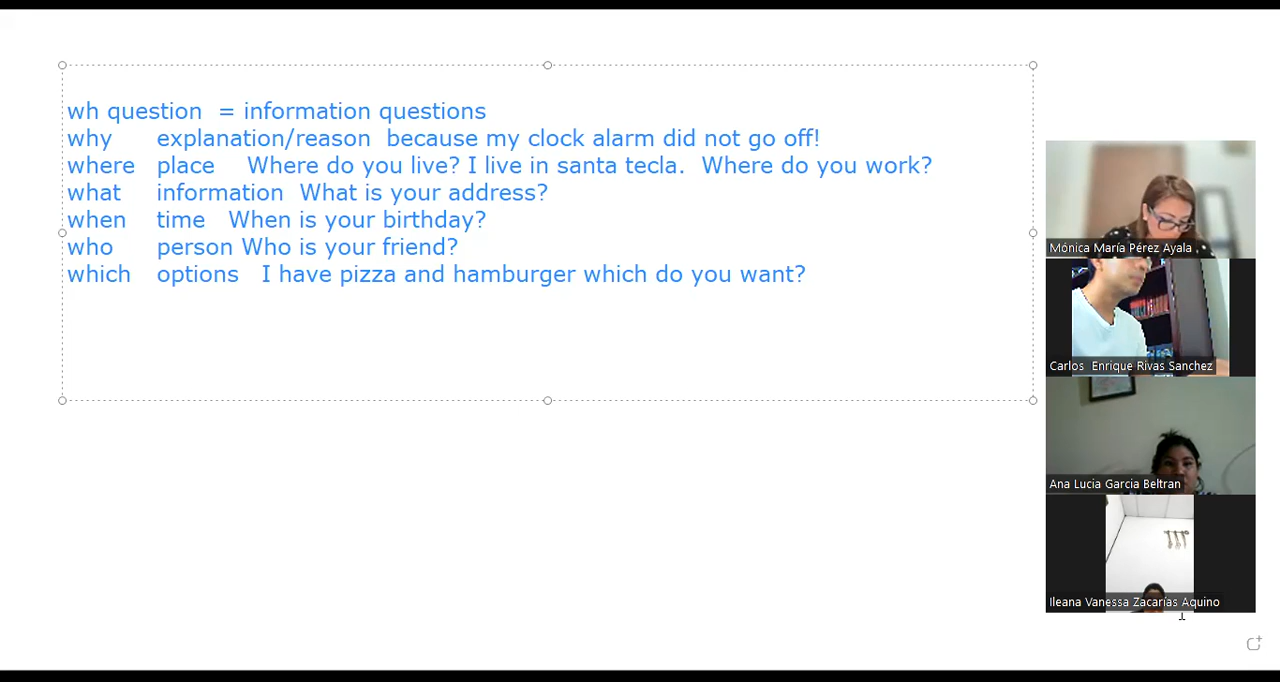 wh question = information questions
why explanation/reason because my clock alarm did not go off!
where place Where do you live? I live in santa tecla. Where do you work?
what information What is your address?
when time When is your birthday?
who person Who is your friend?
which options I have pizza and hamburger which do you want?
Mónica María Pérez Ayala
Carlos Enrique Rivas Sanchez
Ana Lucia Garcia Beltran
Ileana Vanessa Zacarías Aquino